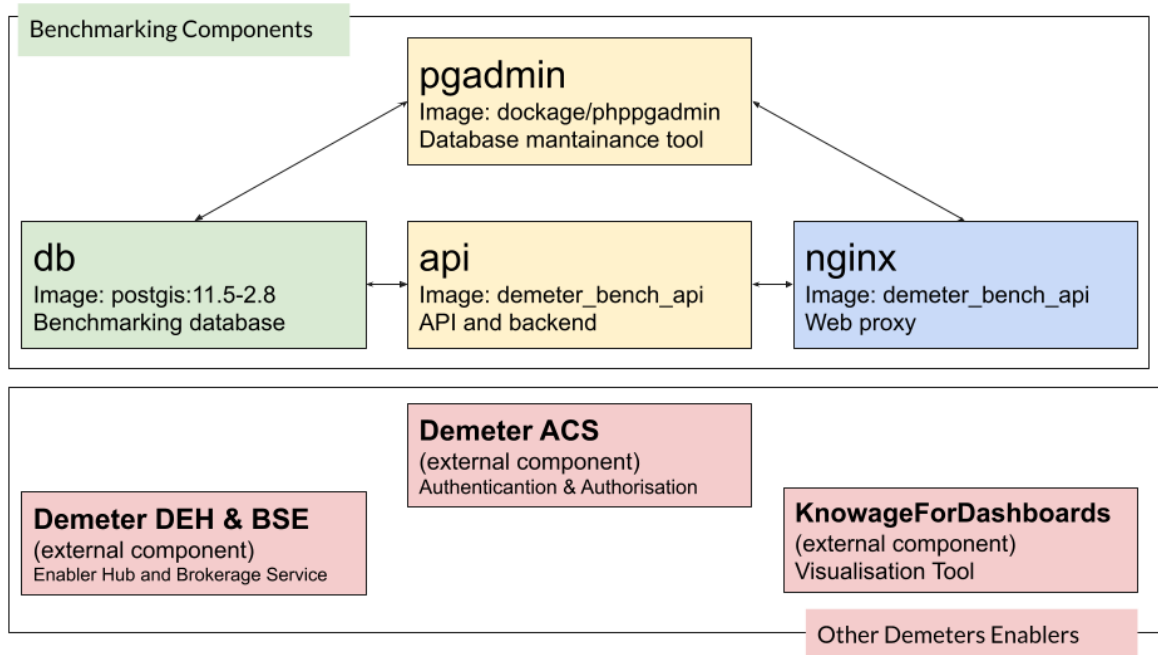 Benchmarking Components
pgadmin
Image: dockage/phppgadmin
Database mantainance tool
db
Image: postgis:11.5-2.8
Benchmarking database
api
Image: demeter_bench_api
API and backend
nginx
Image: demeter_bench_api
Web proxy
Demeter ACS
(external component)
Authenticantion & Authorisation
Demeter DEH & BSE
(external component)
Enabler Hub and Brokerage Service
KnowageForDashboards
(external component)
Visualisation Tool
Other Demeters Enablers